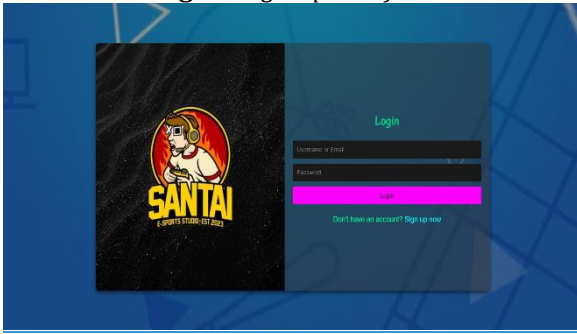 SANTAI
E-SPORTS STUDIO-EST.2023
Login
Username or Email
Password
Login
Don't have an account? Sign up now